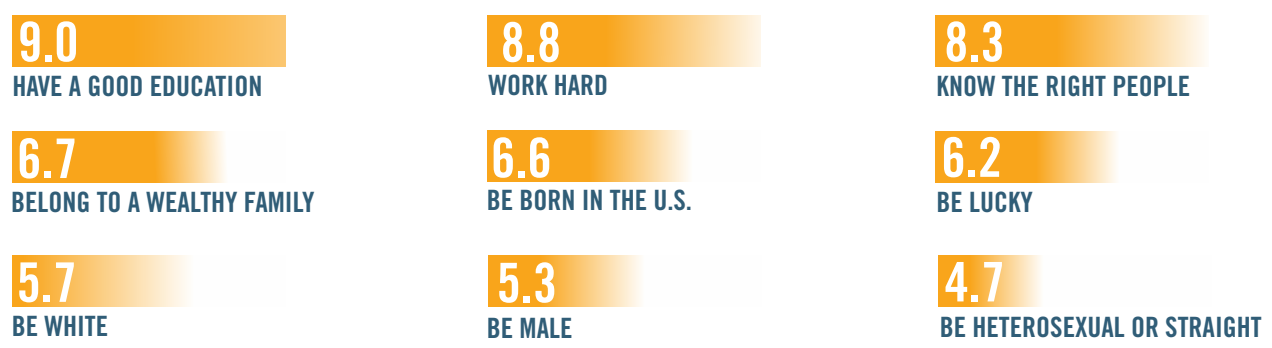 9.0
HAVE A GOOD EDUCATION
8.8
WORK HARD
8.3
KNOW THE RIGHT PEOPLE
6.7
BELONG TO A WEALTHY FAMILY
6.6
BE BORN IN THE U.S.
6.2
BE LUCKY
5.7
BE WHITE
5.3
BE MALE
4.7
BE HETEROSEXUAL OR STRAIGHT